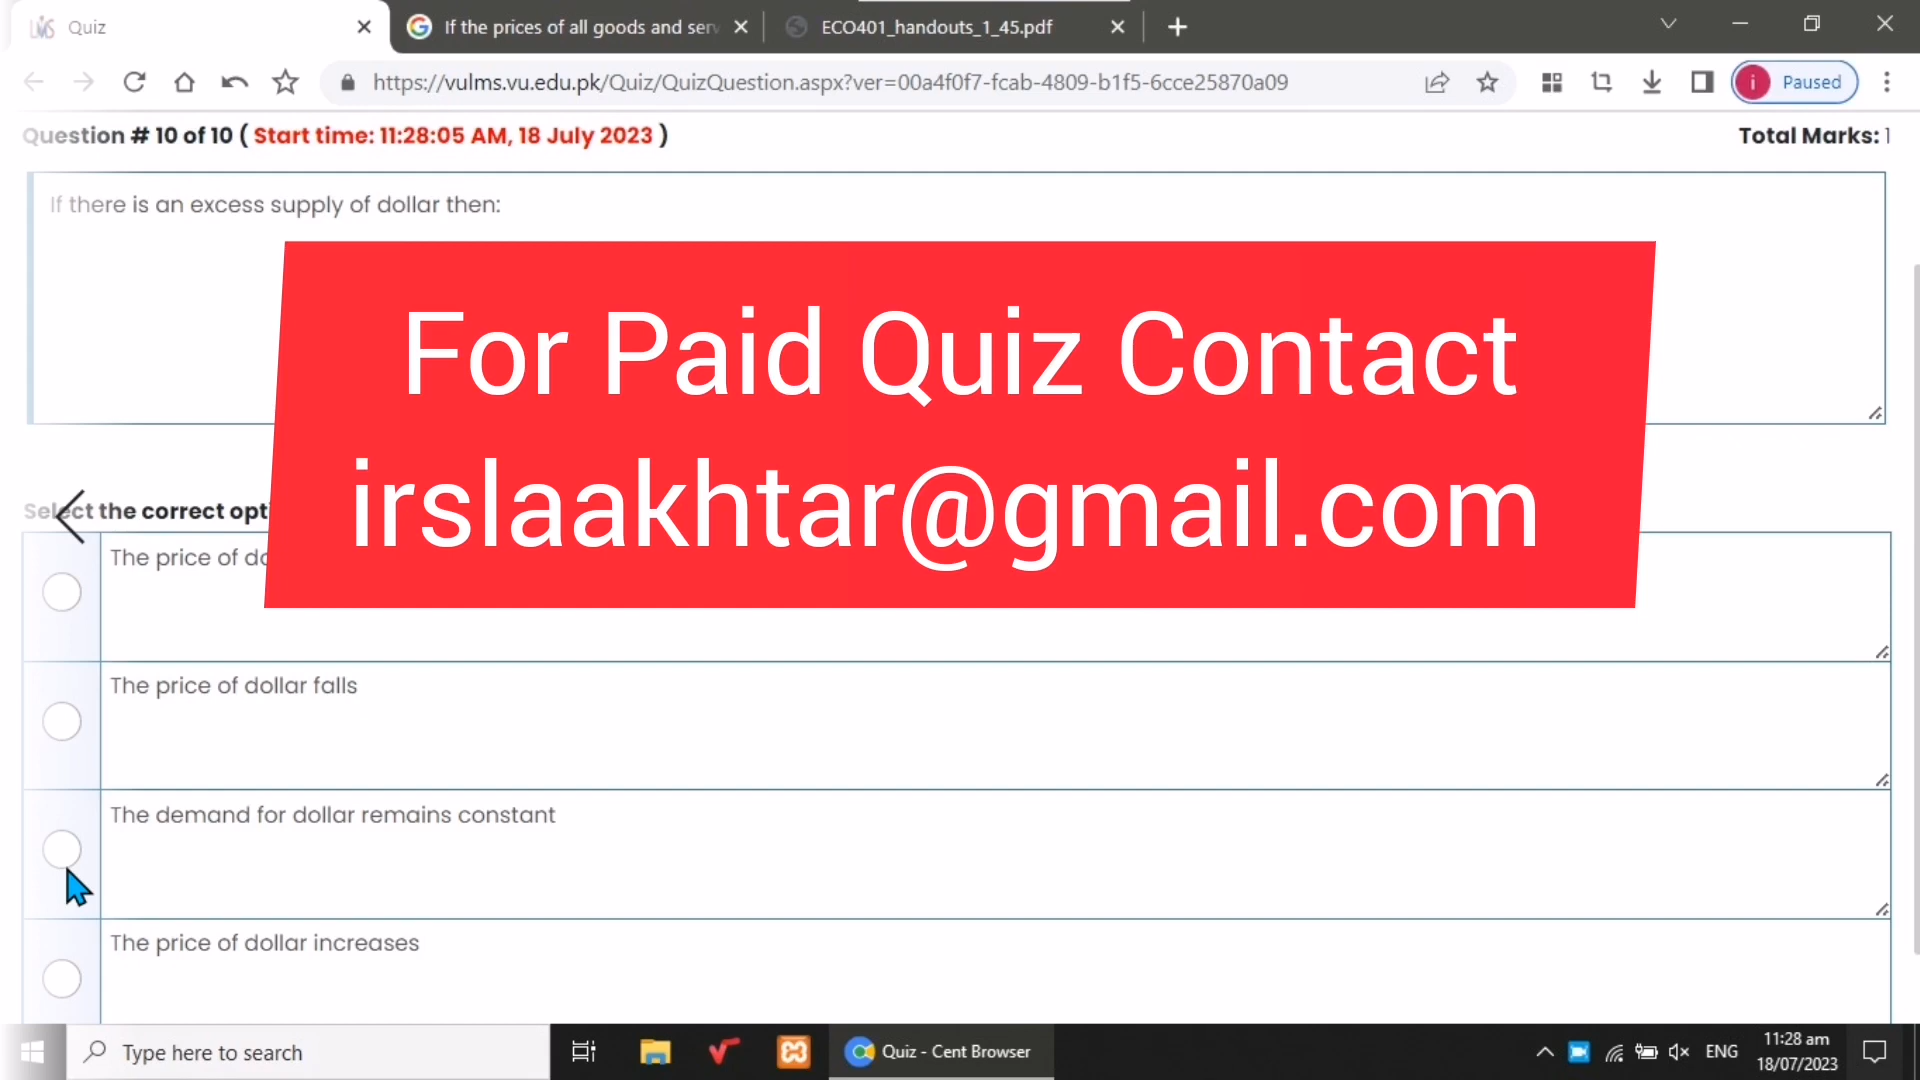 Quiz
If the prices of all goods and serv
ECO401_handouts_1_45.pdf
https://vulms.vu.edu.pk/Quiz/QuizQuestion.aspx?ver=00a4f0f7-fcab-4809-b1f5-6cce25870a09
i
Paused
Question # 10 of 10 ( Start time: 11:28:05 AM, 18 July 2023 )
Total Marks: 1
If there is an excess supply of dollar then:
For Paid Quiz Contact
irslaakhtar@gmail.com
Select the correct opti
The price of do
The price of dollar falls
The demand for dollar remains constant
The price of dollar increases
Type here to search
Quiz - Cent Browser
ENG
11:28 am
18/07/2023